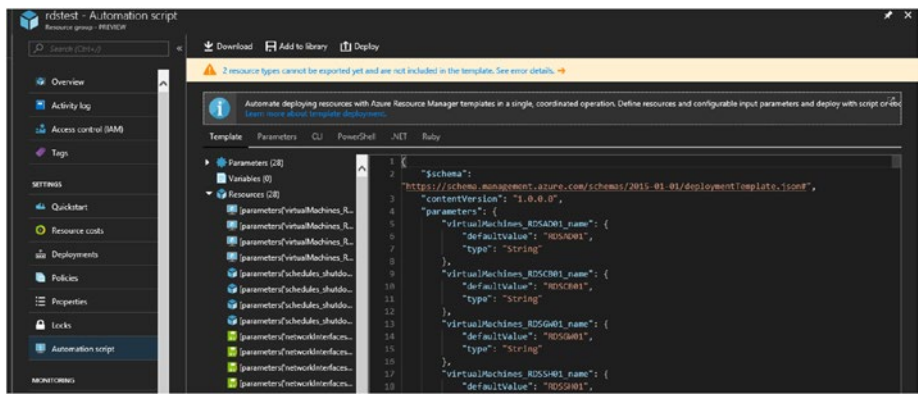 rdstest - Automation script
Resource group - PREVIEW
Search (Ctrl+/)
Overview
Activity log
Access control (IAM)
Tags
SETTINGS
Quickstart
Resource costs
Deployments
Policies
Properties
Locks
Automation script
MONITORING
Download Add to library Deploy
2 resource types cannot be exported yet and are not included in the template. See error details. →
Automate deploying resources with Azure Resource Manager templates in a single, coordinated operation. Define resources and configurable input parameters and deploy with script or
Learn more about template deployment.
Template Parameters CLI PowerShell .NET Ruby
Parameters (28)
Variables (0)
Resources (28)
[parameters('virtualMachines_R...
[parameters('virtualMachines_R...
[parameters('virtualMachines_R...
[parameters('virtualMachines_R...
[parameters('schedules_shutdo...
[parameters('schedules_shutdo...
[parameters('schedules_shutdo...
[parameters('schedules_shutdo...
[parameters('networkInterfaces...
[parameters('networkInterfaces...
[parameters('networkInterfaces...
[parameters('networkInterfaces...
1 {
2 "$schema":
"https://schema.management.azure.com/schemas/2015-01-01/deploymentTemplate.json#",
3 "contentVersion": "1.0.0.0",
4 "parameters": {
5 "virtualMachines_RDSAD01_name": {
6 "defaultValue": "RDSAD01",
7 "type": "String"
8 },
9 "virtualMachines_RDSCB01_name": {
10 "defaultValue": "RDSCB01",
11 "type": "String"
12 },
13 "virtualMachines_RDSGW01_name": {
14 "defaultValue": "RDSGW01",
15 "type": "String"
16 },
17 "virtualMachines_RDSSH01_name": {
18 "defaultValue": "RDSSH01",